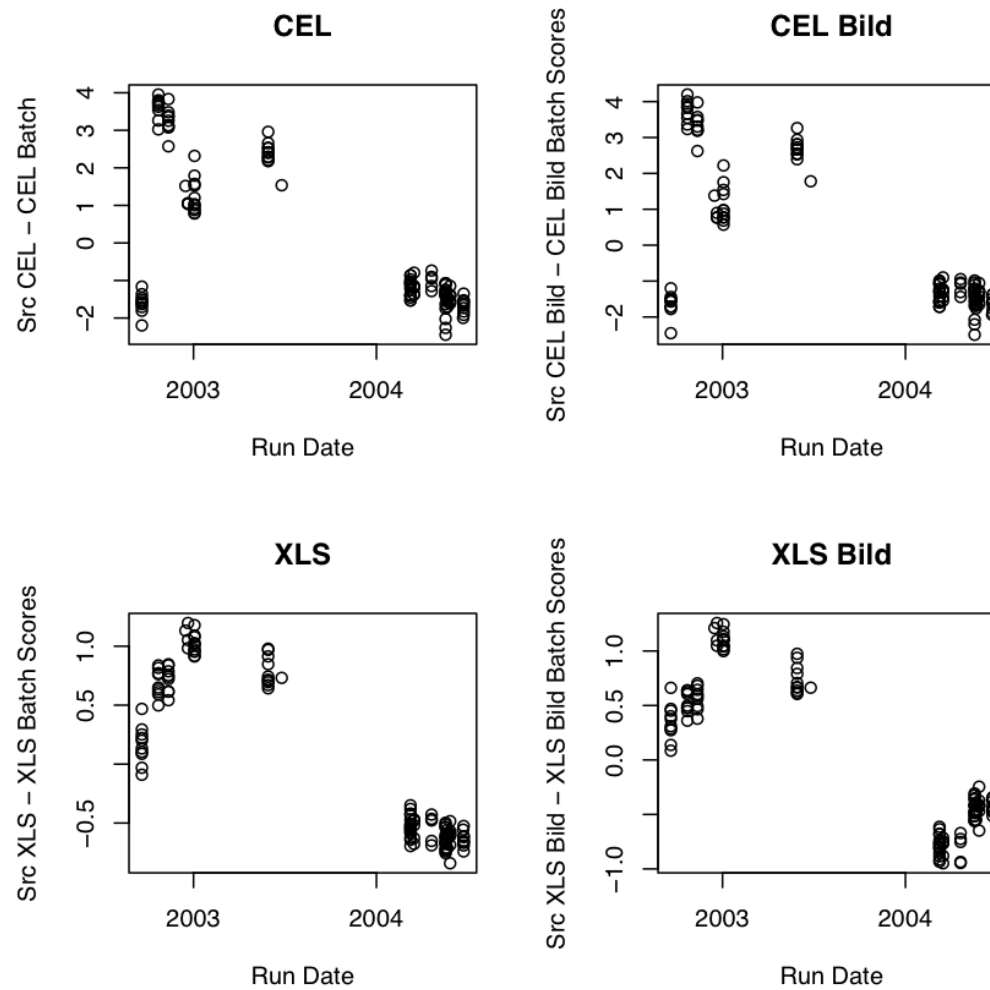 CEL
Src CEL – CEL Batch
4
3
2
1
0
−2
2003
2004
Run Date
CEL Bild
Src CEL Bild – CEL Bild Batch Scores
4
3
2
1
0
−2
2003
2004
Run Date
XLS
Src XLS – XLS Batch Scores
1.0
0.5
−0.5
2003
2004
Run Date
XLS Bild
Src XLS Bild – XLS Bild Batch Scores
1.0
0.5
0.0
−1.0
2003
2004
Run Date